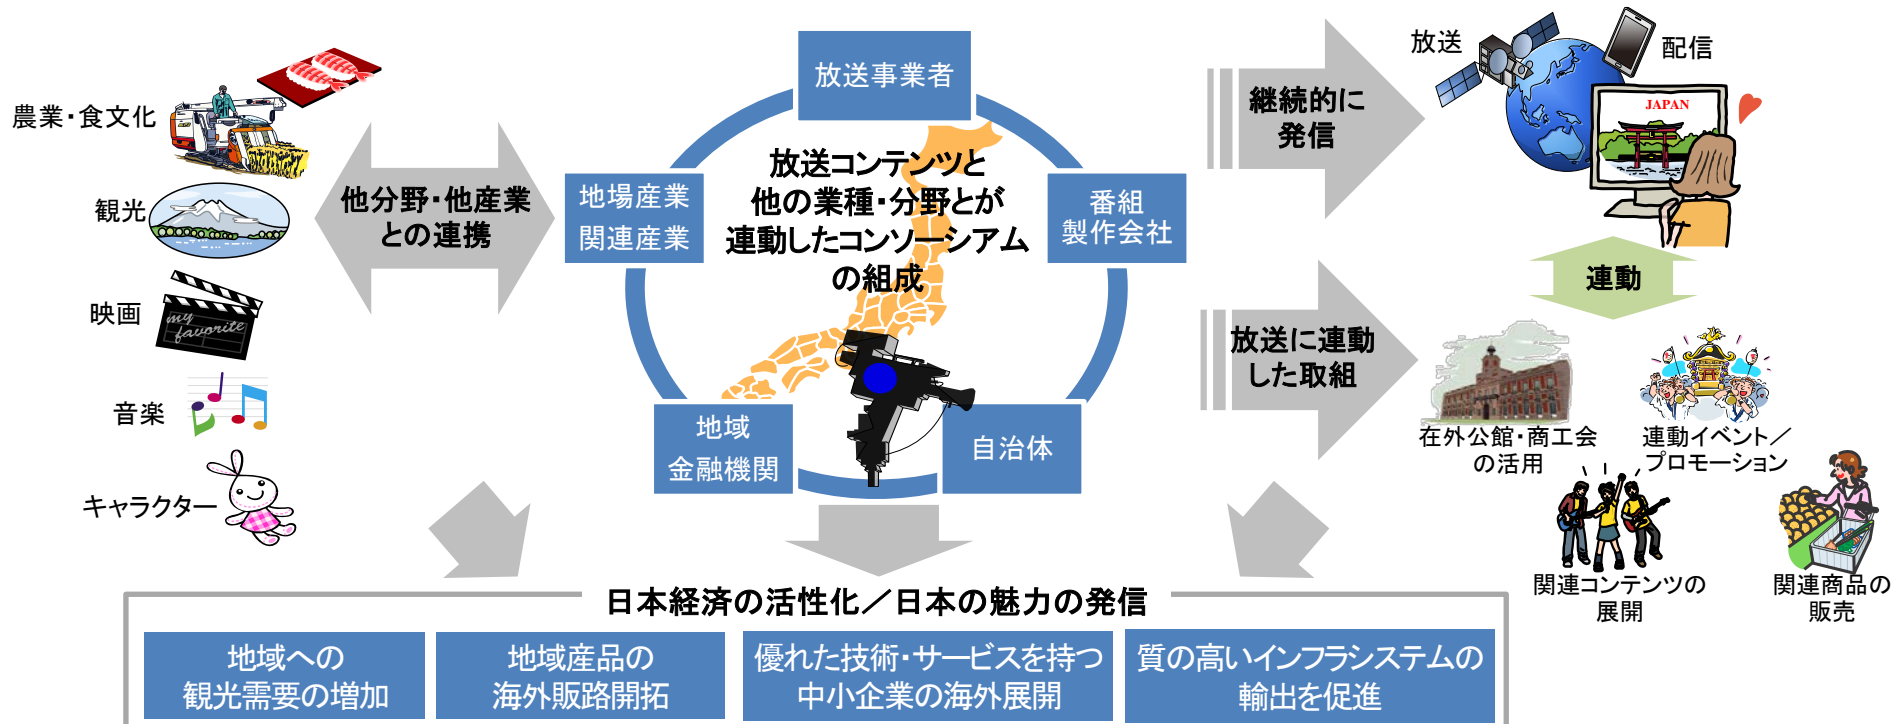 農業・食文化
観光
映画
my
favorite
音楽
キャラクター
他分野・他産業
との連携
放送事業者
地場産業
関連産業
番組
製作会社
地域
金融機関
自治体
放送コンテンツと
他の業種・分野とが
連動したコンソーシアム
の組成
継続的に
発信
放送に連動
した取組
放送
配信
JAPAN
連動
在外公館・商工会
の活用
連動イベント／
プロモーション
関連コンテンツの
展開
関連商品の
販売
日本経済の活性化／日本の魅力の発信
地域への
観光需要の増加
地域産品の
海外販路開拓
優れた技術・サービスを持つ
中小企業の海外展開
質の高いインフラシステムの
輸出を促進